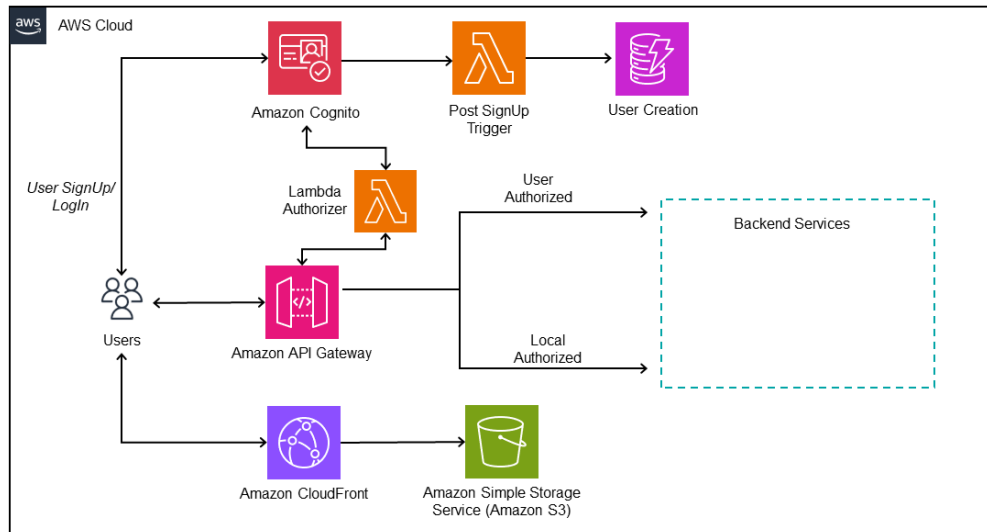 aws
AWS Cloud
Amazon Cognito
Post SignUp
Trigger
User Creation
User SignUp/
LogIn
Lambda
Authorizer
User
Authorized
Backend Services
Users
Amazon API Gateway
</>
Local
Authorized
Amazon CloudFront
Amazon Simple Storage
Service (Amazon S3)